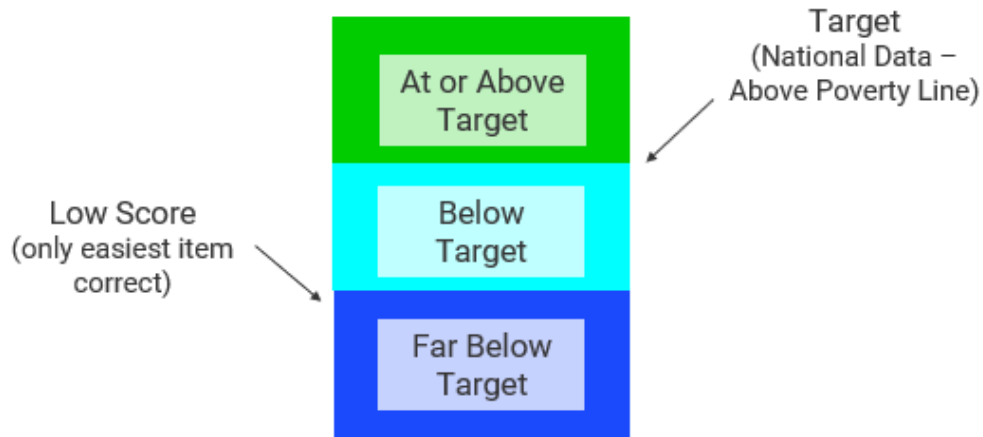 Target
(National Data –
Above Poverty Line)
At or Above
Target
Low Score
(only easiest item
correct)
Below
Target
Far Below
Target